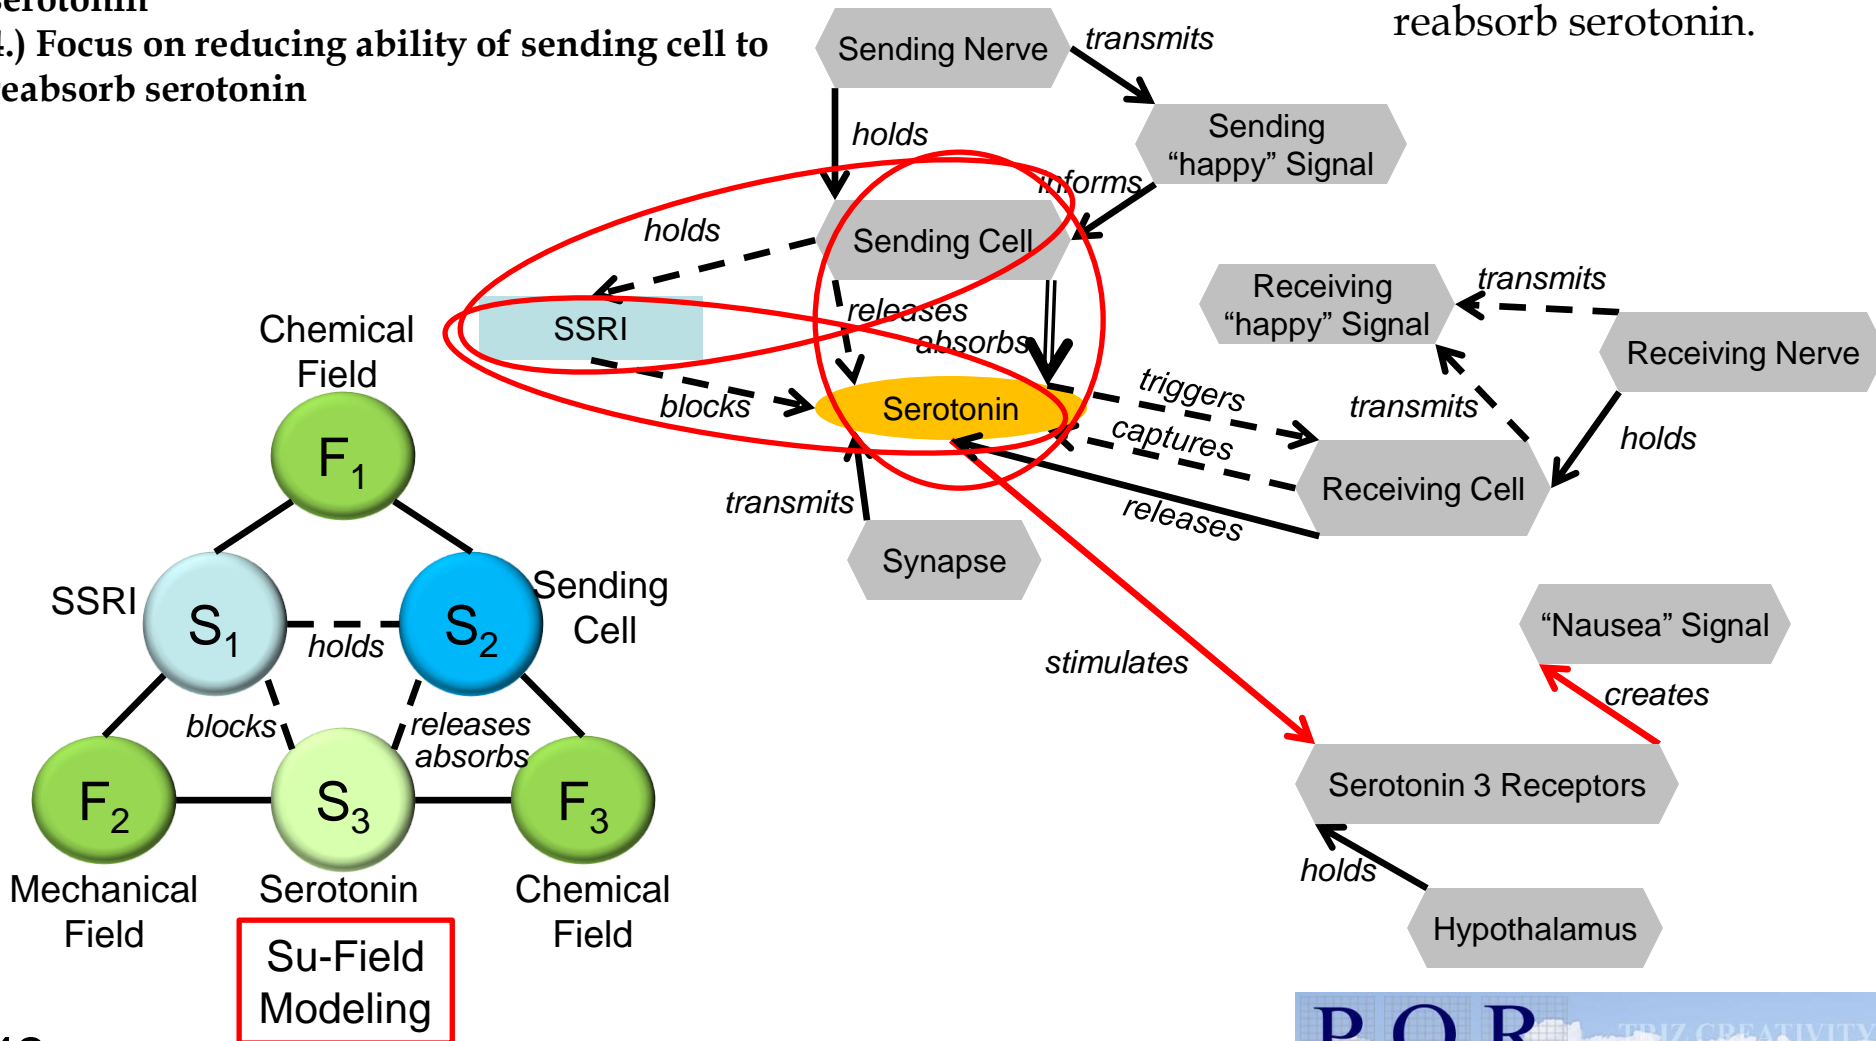 serotonin
4.) Focus on reducing ability of sending cell to
reabsorb serotonin
reabsorb serotonin.
Sending Nerve
transmits
Sending
“happy” Signal
holds
informs
Sending Cell
holds
releases
absorbs
SSRI
blocks
Serotonin
Receiving
“happy” Signal
transmits
Receiving Nerve
triggers
transmits
captures
holds
Receiving Cell
releases
transmits
Synapse
stimulates
“Nausea” Signal
creates
Serotonin 3 Receptors
holds
Hypothalamus
Chemical
Field
F1
SSRI
S1
holds
S2
Sending
Cell
blocks
releases
absorbs
F2
S3
F3
Mechanical
Field
Serotonin
Chemical
Field
Su-Field
Modeling
PQR
TRIZ CREATIVITY